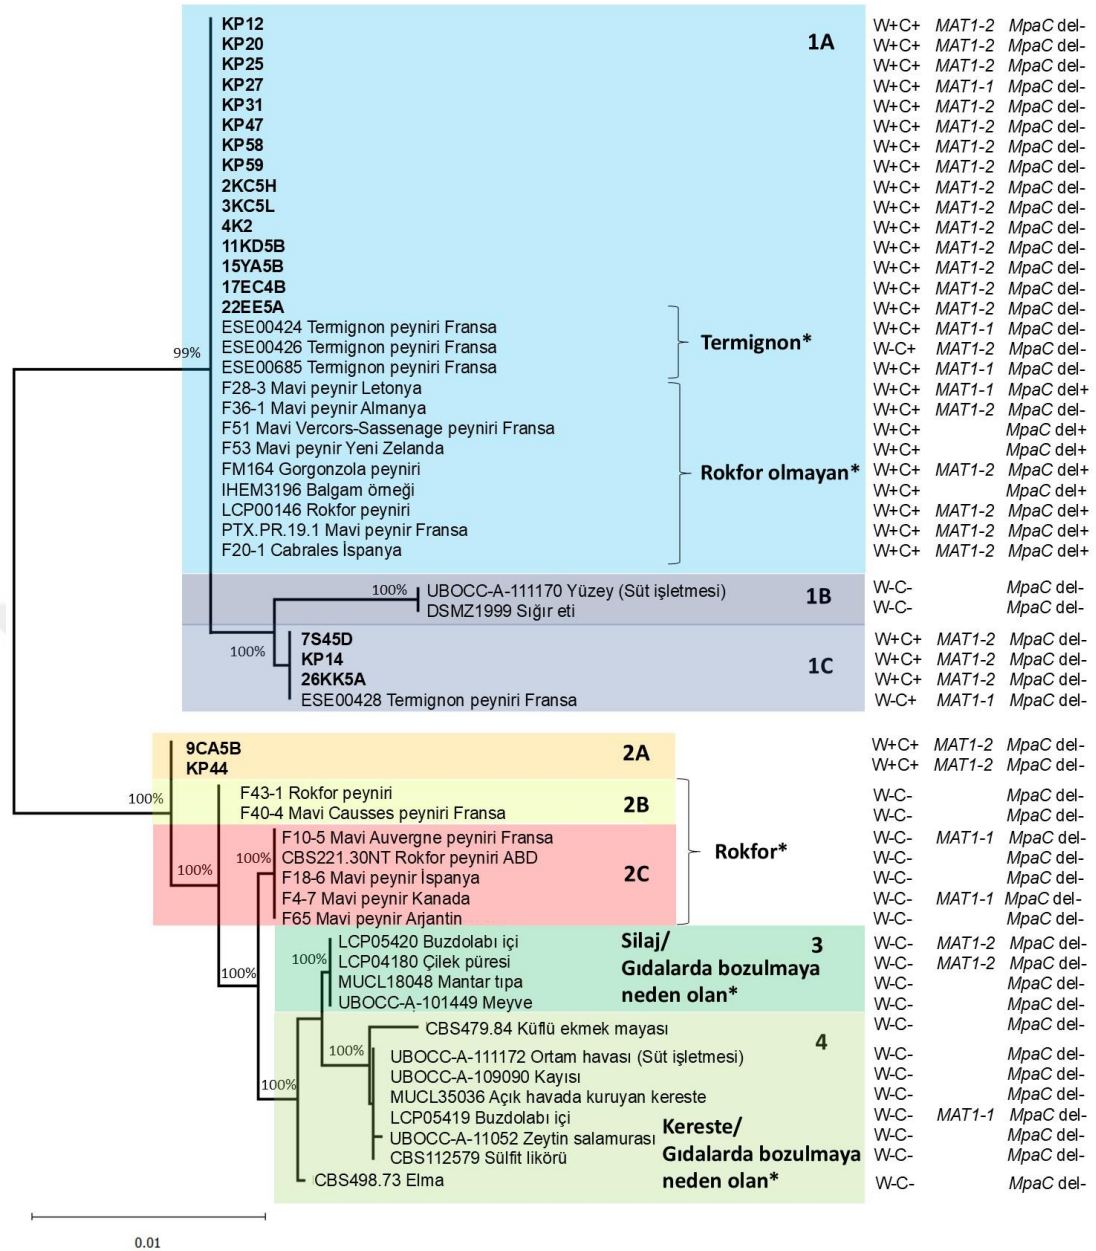 KP12 1A W+C+ MAT1-2 MpaC del-
KP20 W+C+ MAT1-2 MpaC del-
KP25 W+C+ MAT1-2 MpaC del-
KP27 W+C+ MAT1-1 MpaC del-
KP31 W+C+ MAT1-2 MpaC del-
KP47 W+C+ MAT1-2 MpaC del-
KP58 W+C+ MAT1-2 MpaC del-
KP59 W+C+ MAT1-2 MpaC del-
2KC5H W+C+ MAT1-2 MpaC del-
3KC5L W+C+ MAT1-2 MpaC del-
4K2 W+C+ MAT1-2 MpaC del-
11KD5B W+C+ MAT1-2 MpaC del-
15YA5B W+C+ MAT1-2 MpaC del-
17EC4B W+C+ MAT1-2 MpaC del-
22EE5A W+C+ MAT1-2 MpaC del-
ESE00424 Termignon peyniri Fransa W+C+ MAT1-1 MpaC del-
99% ESE00426 Termignon peyniri Fransa Termignon* W-C+ MAT1-2 MpaC del-
ESE00685 Termignon peyniri Fransa W+C+ MAT1-1 MpaC del-
F28-3 Mavi peynir Letonya W+C+ MAT1-1 MpaC del+
F36-1 Mavi peynir Almanya W+C+ MAT1-2 MpaC del-
F51 Mavi Vercors-Sassenage peyniri Fransa W+C+ MpaC del+
F53 Mavi peynir Yeni Zelanda W+C+ MpaC del+
FM164 Gorgonzola peyniri Rokfor olmayan* W+C+ MAT1-2 MpaC del+
IHEM3196 Balgam örneği W+C+ MpaC del+
LCP00146 Rokfor peyniri W+C+ MAT1-2 MpaC del+
PTX.PR.19.1 Mavi peynir Fransa W+C+ MAT1-2 MpaC del+
F20-1 Cabrales İspanya W+C+ MAT1-2 MpaC del+
100% UBOCC-A-111170 Yüzey (Süt işletmesi) 1B W-C- MpaC del-
DSMZ1999 Sığır eti W-C- MpaC del-
7S45D W+C+ MAT1-2 MpaC del-
100% KP14 1C W+C+ MAT1-2 MpaC del-
26KK5A W+C+ MAT1-2 MpaC del-
ESE00428 Termignon peyniri Fransa W-C+ MAT1-1 MpaC del-
9CA5B 2A W+C+ MAT1-2 MpaC del-
KP44 W+C+ MAT1-2 MpaC del-
100% F43-1 Rokfor peyniri 2B W-C- MpaC del-
F40-4 Mavi Causses peyniri Fransa W-C- MpaC del-
F10-5 Mavi Auvergne peyniri Fransa Rokfor* W-C- MAT1-1 MpaC del-
100% CBS221.30NT Rokfor peyniri ABD W-C- MpaC del-
100% F18-6 Mavi peynir İspanya 2C W-C- MpaC del-
F4-7 Mavi peynir Kanada W-C- MAT1-1 MpaC del-
F65 Mavi peynir Arjantin W-C- MpaC del-
LCP05420 Buzdolabı içi Silaj/ 3 W-C- MAT1-2 MpaC del-
100% LCP04180 Çilek püresi Gıdalarda bozulmaya W-C- MAT1-2 MpaC del-
100% MUCL18048 Mantar tıpa neden olan* W-C- MpaC del-
UBOCC-A-101449 Meyve W-C- MpaC del-
CBS479.84 Küflü ekmek mayası 4 W-C- MpaC del-
100% UBOCC-A-111172 Ortam havası (Süt işletmesi) W-C- MpaC del-
UBOCC-A-109090 Kayısı W-C- MpaC del-
100% MUCL35036 Açık havada kuruyan kereste W-C- MpaC del-
LCP05419 Buzdolabı içi Kereste/ W-C- MAT1-1 MpaC del-
UBOCC-A-11052 Zeytin salamurası Gıdalarda bozulmaya W-C- MpaC del-
CBS112579 Sülfit likörü neden olan* W-C- MpaC del-
CBS498.73 Elma W-C- MpaC del-
0.01